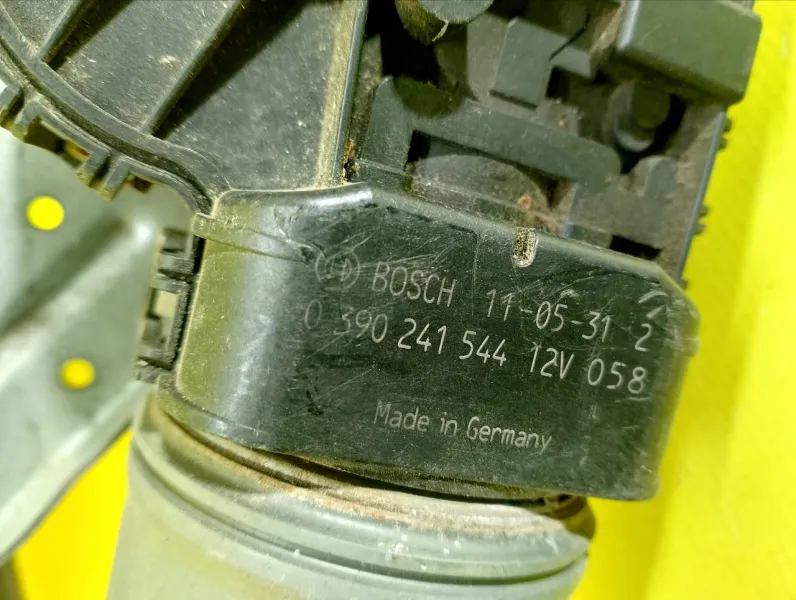 BOSCH 11-05-31 2
0 390 241 544 12V 058
Made in Germany